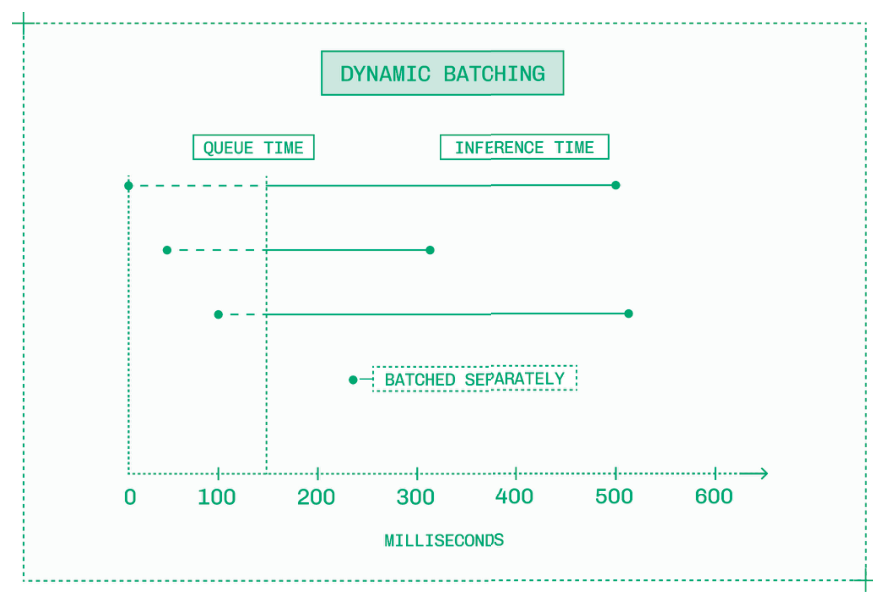 DYNAMIC BATCHING
QUEUE TIME
INFERENCE TIME
BATCHED SEPARATELY
0 100 200 300 400 500 600
MILLISECONDS